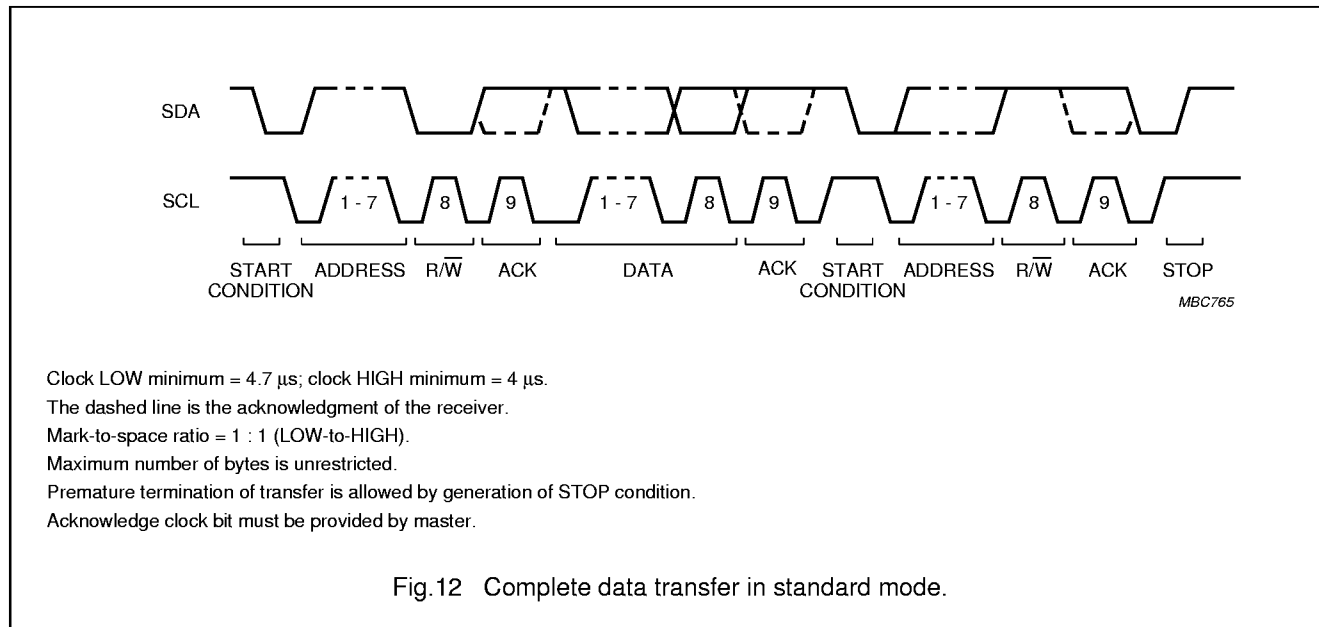 SDA
SCL
1 - 7
8
9
1 - 7
8
9
1 - 7
8
9
START CONDITION
ADDRESS
R/W̅
ACK
DATA
ACK
START CONDITION
ADDRESS
R/W̅
ACK
STOP
MBC765
Clock LOW minimum = 4.7 μs; clock HIGH minimum = 4 μs.
The dashed line is the acknowledgment of the receiver.
Mark-to-space ratio = 1 : 1 (LOW-to-HIGH).
Maximum number of bytes is unrestricted.
Premature termination of transfer is allowed by generation of STOP condition.
Acknowledge clock bit must be provided by master.
Fig.12 Complete data transfer in standard mode.